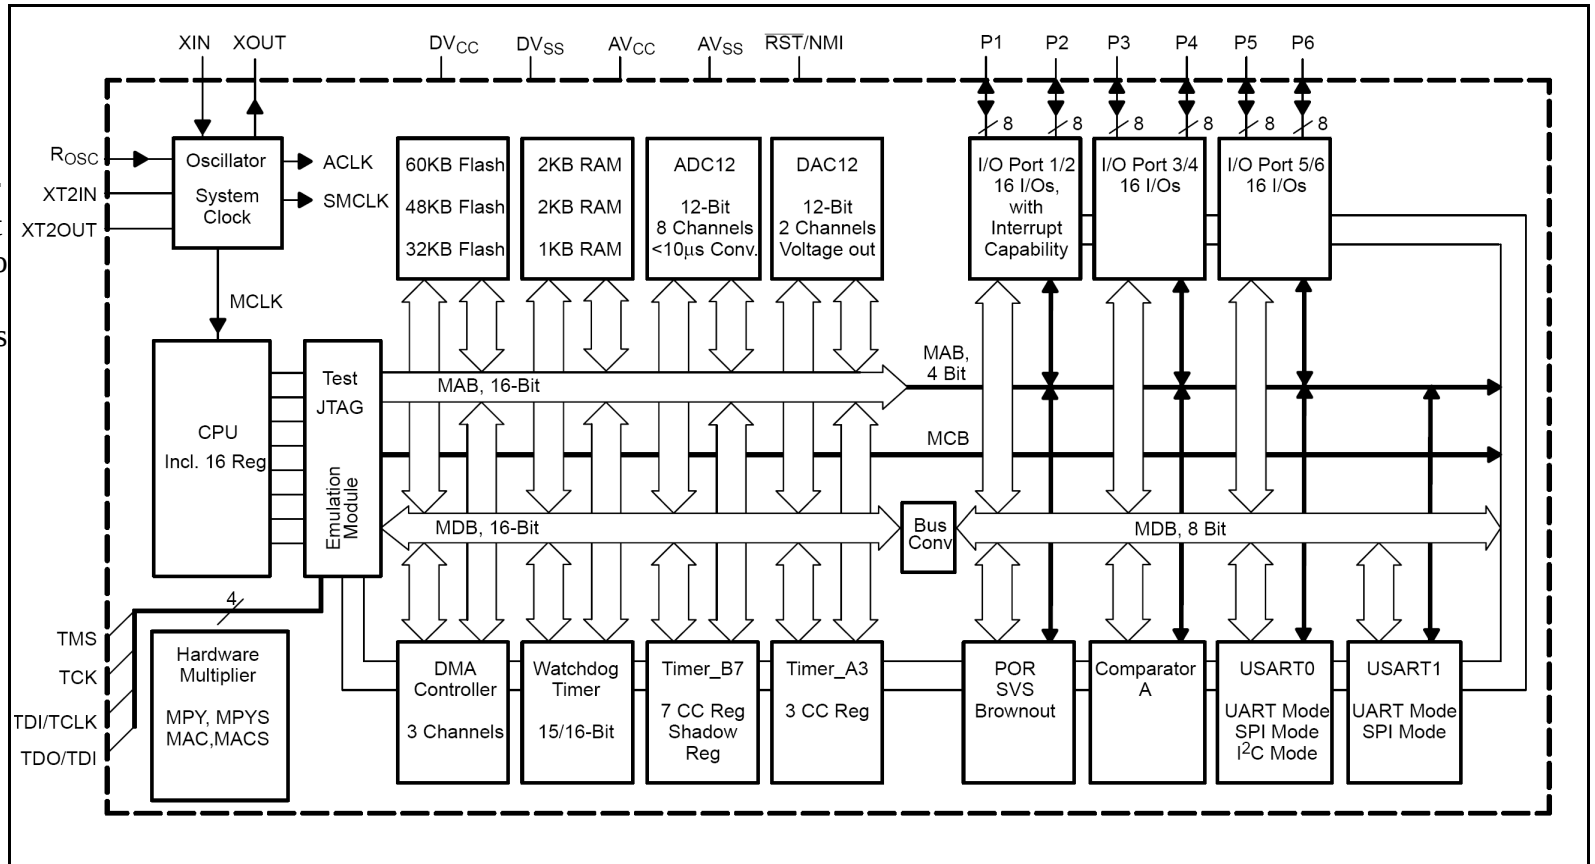 XIN
XOUT
DVCC
DVSS
AVCC
AVSS
RST/NMI
P1
P2
P3
P4
P5
P6
8
8
8
8
8
8
ROSC
XT2IN
XT2OUT
Oscillator
System
Clock
ACLK
SMCLK
MCLK
60KB Flash
48KB Flash
32KB Flash
2KB RAM
2KB RAM
1KB RAM
ADC12
12-Bit
8 Channels
<10μs Conv.
DAC12
12-Bit
2 Channels
Voltage out
I/O Port 1/2
16 I/Os,
with
Interrupt
Capability
I/O Port 3/4
16 I/Os
I/O Port 5/6
16 I/Os
CPU
Incl. 16 Reg
Test
JTAG
Emulation
Module
MAB, 16-Bit
MAB,
4 Bit
MCB
MDB, 16-Bit
Bus
Conv
MDB, 8 Bit
4
TMS
TCK
TDI/TCLK
TDO/TDI
Hardware
Multiplier
MPY, MPYS
MAC,MACS
DMA
Controller
3 Channels
Watchdog
Timer
15/16-Bit
Timer_B7
7 CC Reg
Shadow
Reg
Timer_A3
3 CC Reg
POR
SVS
Brownout
Comparator
A
USART0
UART Mode
SPI Mode
I2C Mode
USART1
UART Mode
SPI Mode